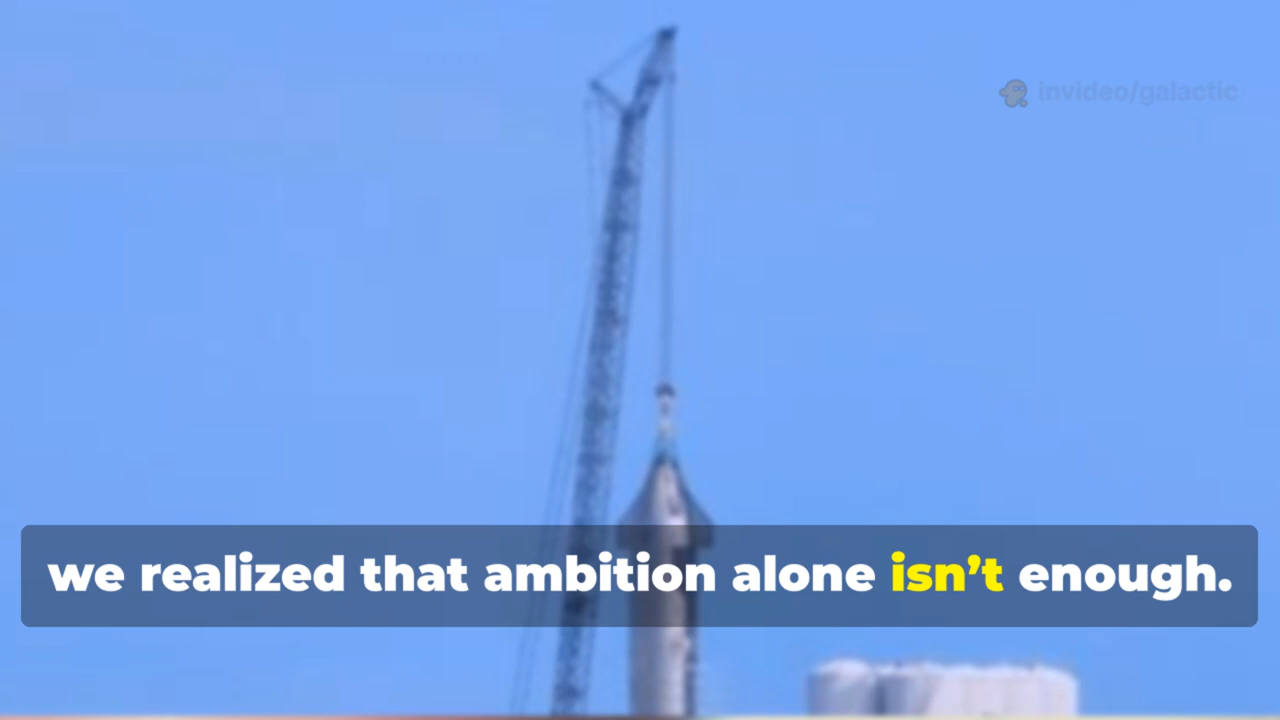 invideo/galactic
we realized that ambition alone isn’t enough.